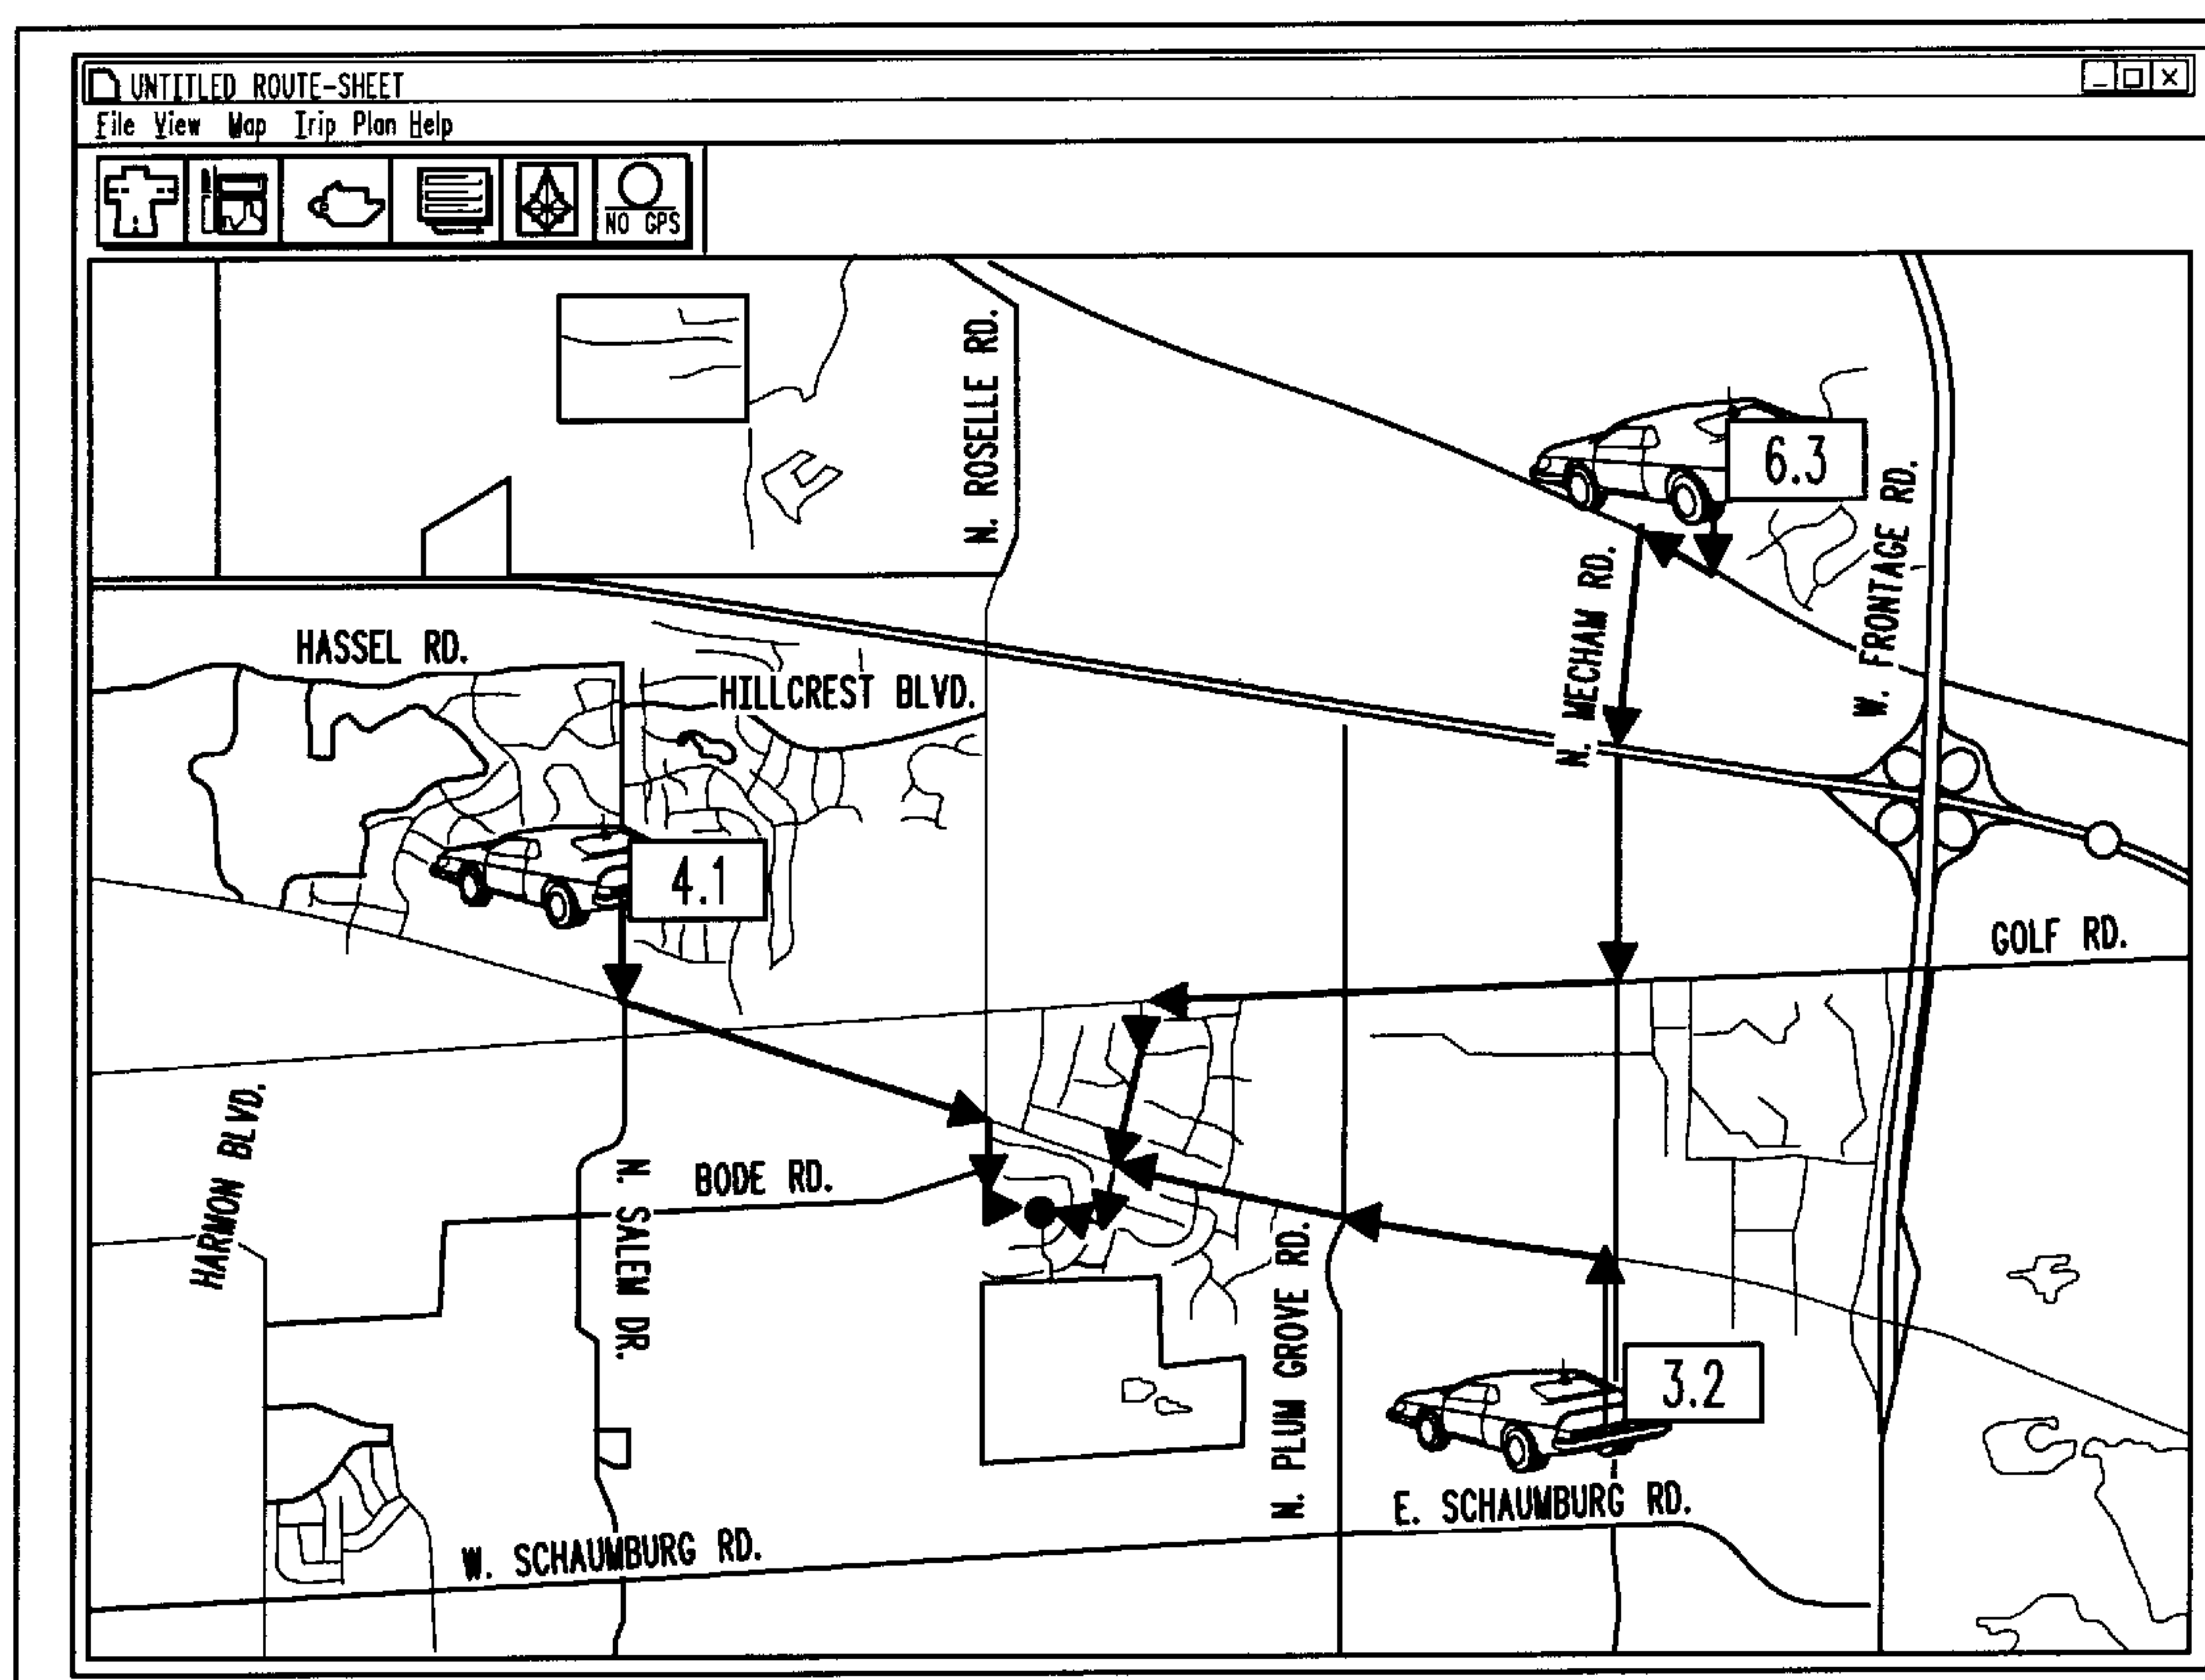 UNTITLED ROUTE-SHEET
File View Map Trip Plan Help
NO GPS
N. ROSELLE RD.
6.3
W. FRONTAGE RD.
N. MECHAM RD.
HASSEL RD.
HILLCREST BLVD.
4.1
GOLF RD.
HARMON BLVD.
N. SALEM DR.
BODE RD.
N. PLUM GROVE RD.
3.2
E. SCHAUMBURG RD.
W. SCHAUMBURG RD.